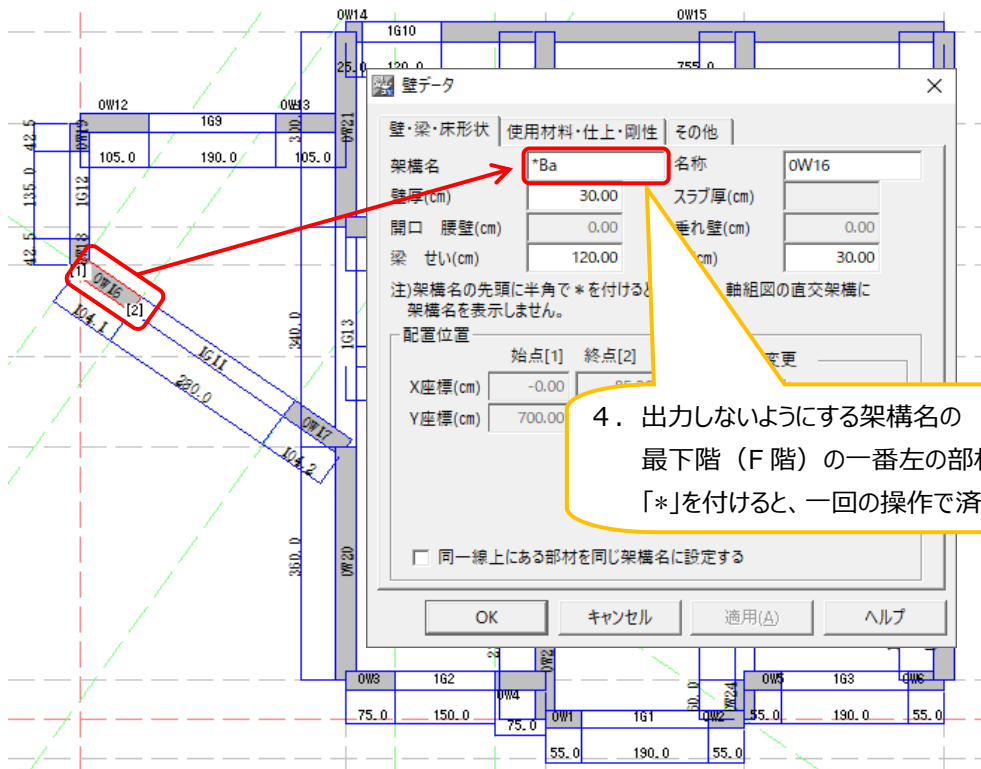 0W14
0W15
1G10
25.0
120.0
755.0
0W12
1G9
0W13
300.0
0W21
42.5
0W19
105.0
190.0
105.0
135.0
1G12
42.5
0W18
[1]
0W16
[2]
104.1
1G11
280.0
340.0
1G13
0W17
104.2
360.0
0W20
壁データ
壁・梁・床形状
使用材料・仕上・剛性
その他
架構名
*Ba
名称
0W16
壁厚(cm)
30.00
スラブ厚(cm)
開口 腰壁(cm)
0.00
垂れ壁(cm)
0.00
梁 せい(cm)
120.00
(cm)
30.00
注)架構名の先頭に半角で*を付けると
軸組図の直交架構に
架構名を表示しません。
配置位置
始点[1]
終点[2]
変更
X座標(cm)
-0.00
Y座標(cm)
700.00
4. 出力しないようにする架構名の
最下階(F階)の一番左の部材
「*」を付けると、一回の操作で済
同一線上にある部材を同じ架構名に設定する
OK
キャンセル
適用(A)
ヘルプ
0W3
1G2
0W5
1G3
0W6
0W4
60.0
0W24
75.0
150.0
75.0
0W1
1G1
0W2
55.0
190.0
55.0
55.0
190.0
55.0